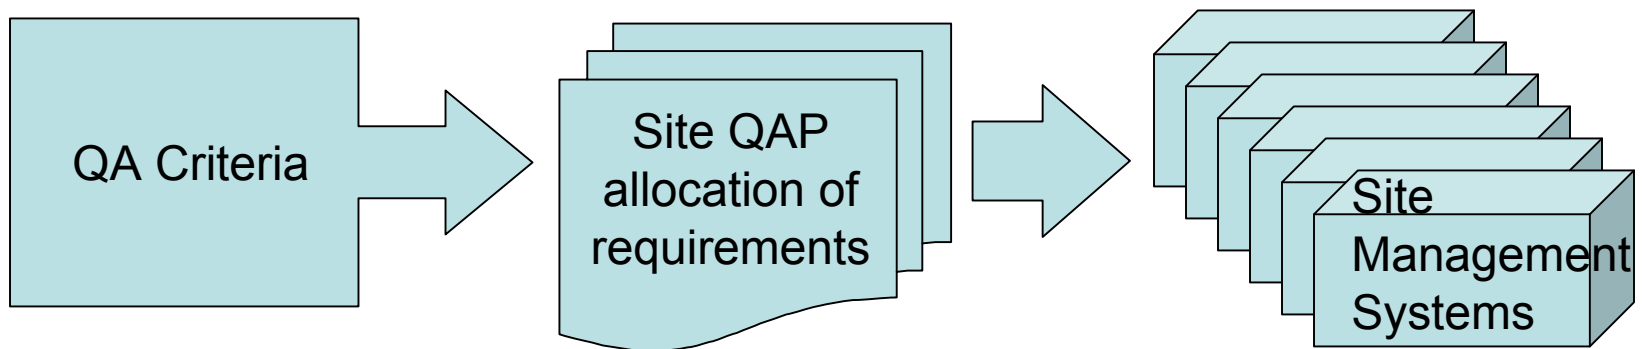 QA Criteria
Site QAP
allocation of
requirements
Site
Management
Systems